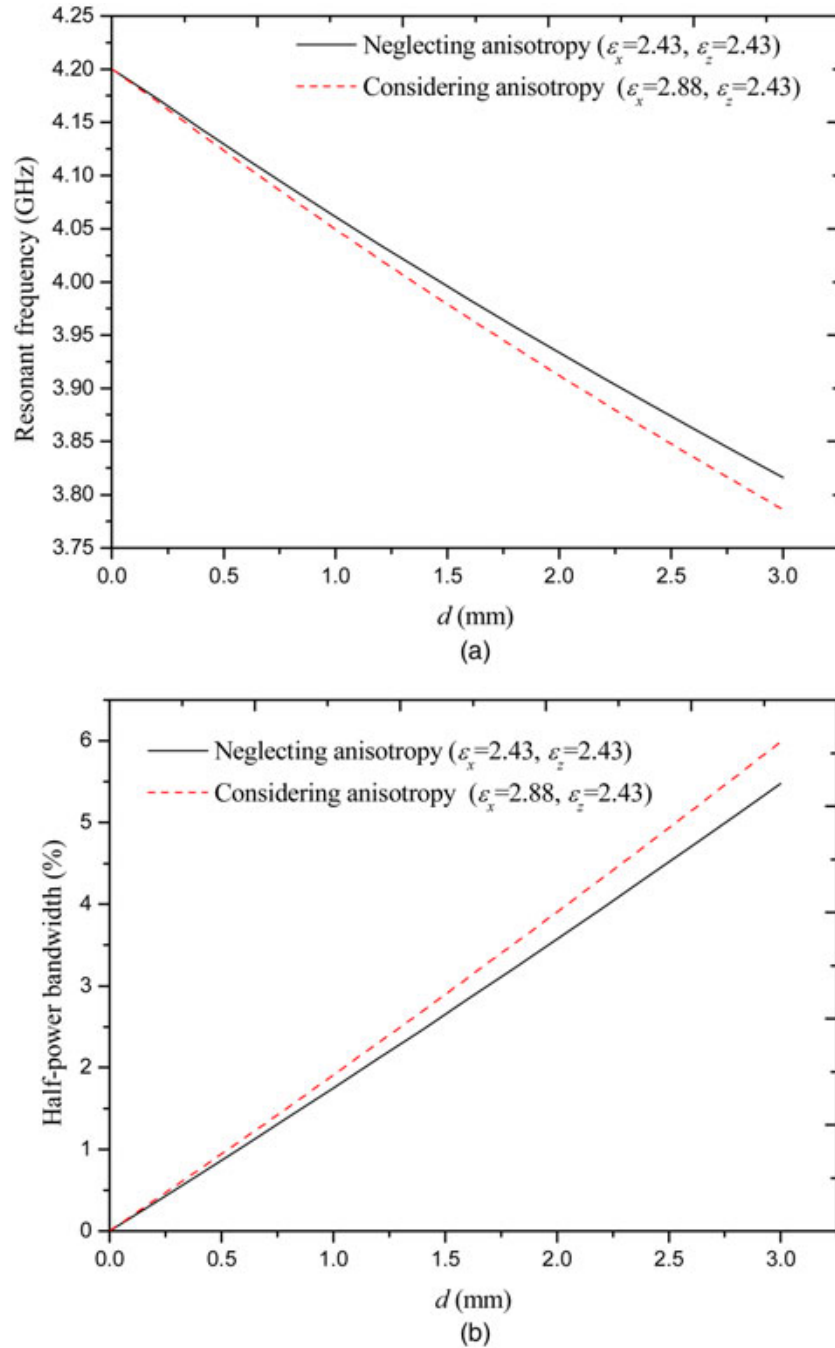 4.25
4.20
4.15
4.10
4.05
4.00
3.95
3.90
3.85
3.80
3.75
Resonant frequency (GHz)
Neglecting anisotropy (εx=2.43, εz=2.43)
Considering anisotropy (εx=2.88, εz=2.43)
0.0 0.5 1.0 1.5 2.0 2.5 3.0
d (mm)
(a)
6
5
4
3
2
1
0
Half-power bandwidth (%)
Neglecting anisotropy (εx=2.43, εz=2.43)
Considering anisotropy (εx=2.88, εz=2.43)
0.0 0.5 1.0 1.5 2.0 2.5 3.0
d (mm)
(b)